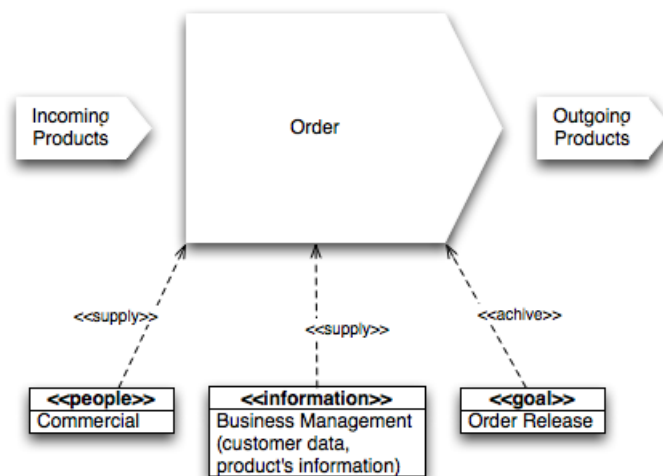 Incoming
Products
Order
Outgoing
Products
<<supply>>
<<supply>>
<<achive>>
<<people>>
Commercial
<<information>>
Business Management
(customer data,
product's information)
<<goal>>
Order Release